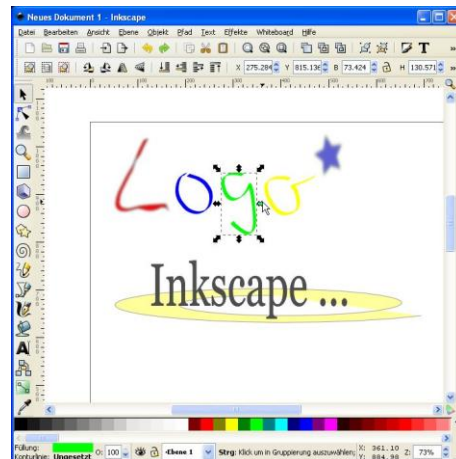 Neues Dokument 1 - Inkscape
Datei Bearbeiten Ansicht Ebene Objekt Pfad Text Effekte Whiteboard Hilfe
X 275.284 Y 815.136 B 73.424 H 130.571
Logo
Inkscape ...
Füllung:
Konturlinie: Ungesetzt
O: 100
Ebene 1
Strg: Klick um in Gruppierung auszuwählen;
X: 361.10
Y: 884.98
Z: 73%